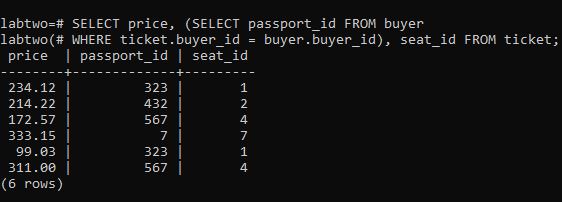 labtwo=# SELECT price, (SELECT passport_id FROM buyer
labtwo(# WHERE ticket.buyer_id = buyer.buyer_id), seat_id FROM ticket;
 price  | passport_id | seat_id
--------+-------------+---------
 234.12 |         323 |       1
 214.22 |         432 |       2
 172.57 |         567 |       4
 333.15 |           7 |       7
  99.03 |         323 |       1
 311.00 |         567 |       4
(6 rows)